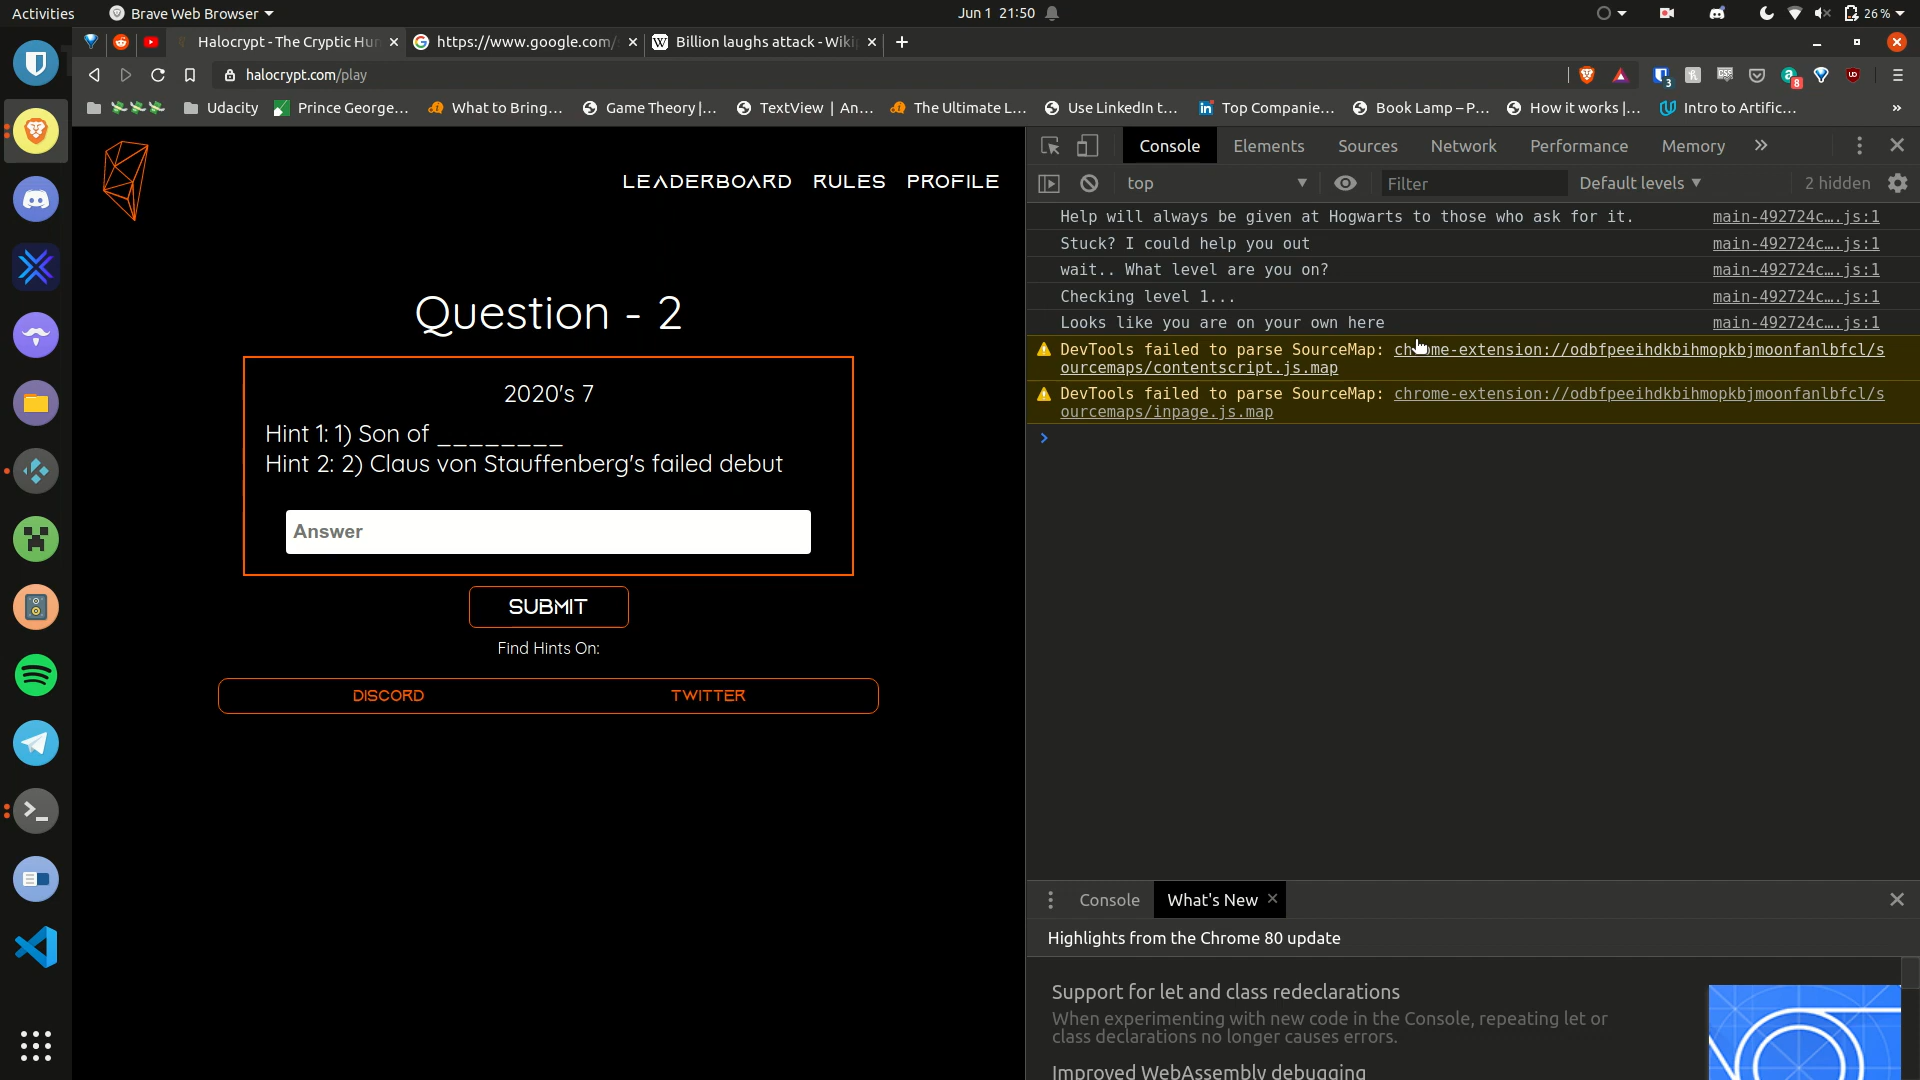 Activities
Brave Web Browser
Jun 1 21:50
26 %
Halocrypt - The Cryptic Hun
https://www.google.com/
Billion laughs attack - Wiki
halocrypt.com/play
3
8
Udacity
Prince George...
What to Bring...
Game Theory |...
TextView | An...
The Ultimate L...
Use LinkedIn t...
Top Companie...
Book Lamp – P...
How it works |...
Intro to Artific...
»
LEADERBOARD
RULES
PROFILE
Question - 2
2020's 7
Hint 1: 1) Son of ________
Hint 2: 2) Claus von Stauffenberg's failed debut
Answer
SUBMIT
Find Hints On:
DISCORD
TWITTER
Console
Elements
Sources
Network
Performance
Memory
»
top
Filter
Default levels
2 hidden
Help will always be given at Hogwarts to those who ask for it. main-492724c….js:1
Stuck? I could help you out main-492724c….js:1
wait.. What level are you on? main-492724c….js:1
Checking level 1... main-492724c….js:1
Looks like you are on your own here main-492724c….js:1
DevTools failed to parse SourceMap: chrome-extension://odbfpeeihdkbihmopkbjmoonfanlbfcl/s
ourcemaps/contentscript.js.map
DevTools failed to parse SourceMap: chrome-extension://odbfpeeihdkbihmopkbjmoonfanlbfcl/s
ourcemaps/inpage.js.map
Console
What's New
Highlights from the Chrome 80 update
Support for let and class redeclarations
When experimenting with new code in the Console, repeating let or
class declarations no longer causes errors.
Improved WebAssembly debugging